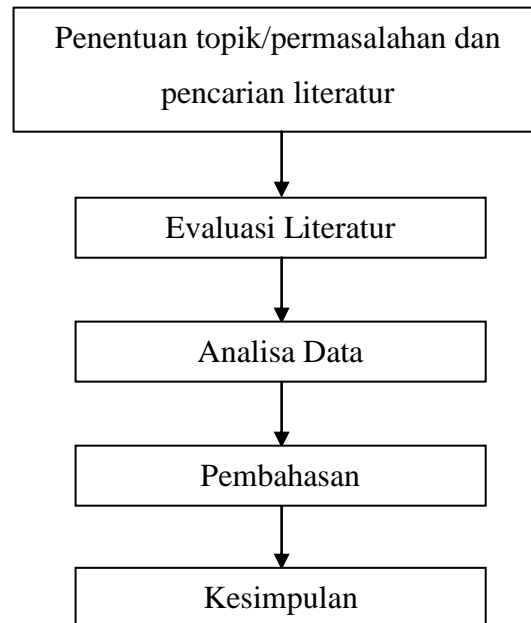 Penentuan topik/permasalahan dan
pencarian literatur
Evaluasi Literatur
Analisa Data
Pembahasan
Kesimpulan